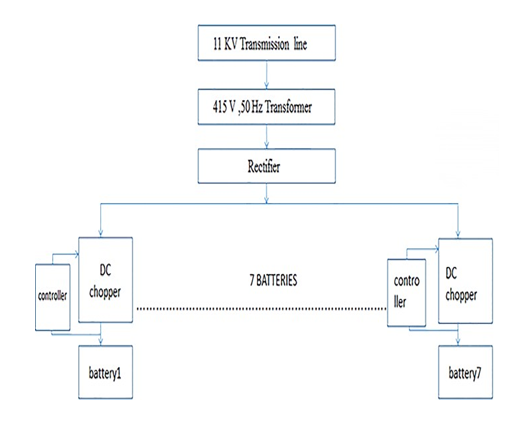 11 KV Transmission line
415 V ,50 Hz Transformer
Rectifier
DC
chopper
controller
7 BATTERIES
contro
ller
DC
chopper
battery1
battery7